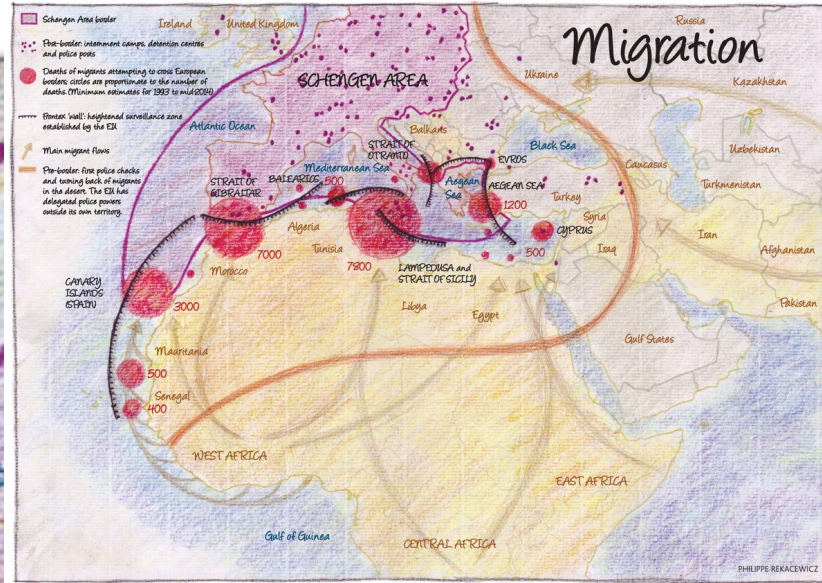 Migration
Schengen Area border
Post-border: internment camps, detention centres
and police posts
Deaths of migrants attempting to cross European
borders; circles are proportionate to the number of
deaths (Minimum estimates for 1993 to mid2014)
Frontex 'wall': heightened surveillance zone
established by the EU
Main migrant flows
Pre-border: first police checks
and turning back of migrants
in the desert. The EU has
delegated police powers
outside its own territory.
Ireland
United Kingdom
Russia
SCHENGEN AREA
Ukraine
Kazakhstan
Atlantic Ocean
Balkans
Black Sea
Uzbekistan
STRAIT OF
OTRANTO
EVROS
Caucasus
Mediterranean Sea
BALEARICS
500
STRAIT OF
GIBRALTAR
Aegean
Sea
AEGEAN SEA
Turkey
Turkmenistan
1200
Syria
Algeria
CYPRUS
Iran
Tunisia
500
Iraq
Afghanistan
7000
7800
LAMPEDUSA and
STRAIT OF SICILY
Morocco
CANARY
ISLANDS
(SPAIN)
3000
Libya
Egypt
Pakistan
Gulf States
Mauritania
500
Senegal
400
WEST AFRICA
EAST AFRICA
Gulf of Guinea
CENTRAL AFRICA
PHILIPPE REKACEWICZ